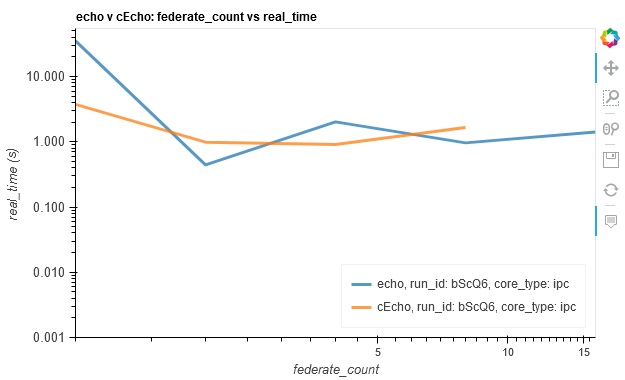 echo v cEcho: federate_count vs real_time
10.000
1.000
0.100
0.010
0.001
real_time (s)
echo, run_id: bScQ6, core_type: ipc
cEcho, run_id: bScQ6, core_type: ipc
5
10
15
federate_count